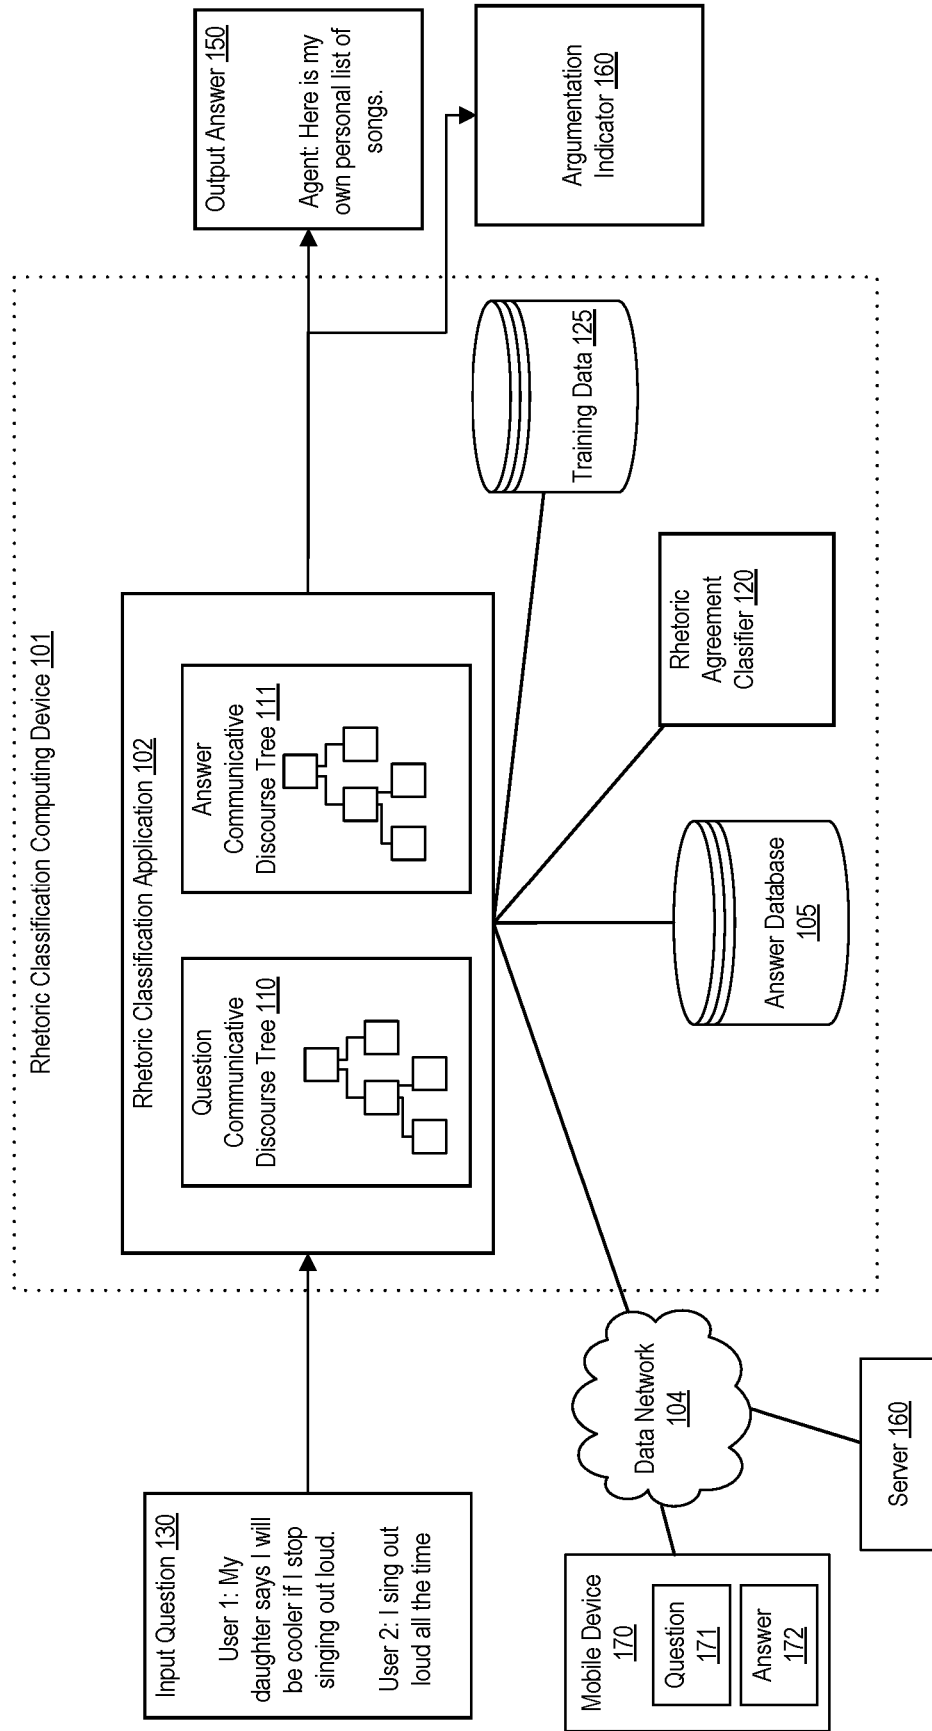 Rhetoric Classification Computing Device 101
Input Question 130
User 1: My
daughter says I will
be cooler if I stop
singing out loud.
User 2: I sing out
loud all the time
Rhetoric Classification Application 102
Question
Communicative
Discourse Tree 110
Answer
Communicative
Discourse Tree 111
Output Answer 150
Agent: Here is my
own personal list of
songs.
Argumentation
Indicator 160
Mobile Device
170
Question
171
Answer
172
Data Network
104
Server 160
Answer Database
105
Rhetoric
Agreement
Clasifier 120
Training Data 125